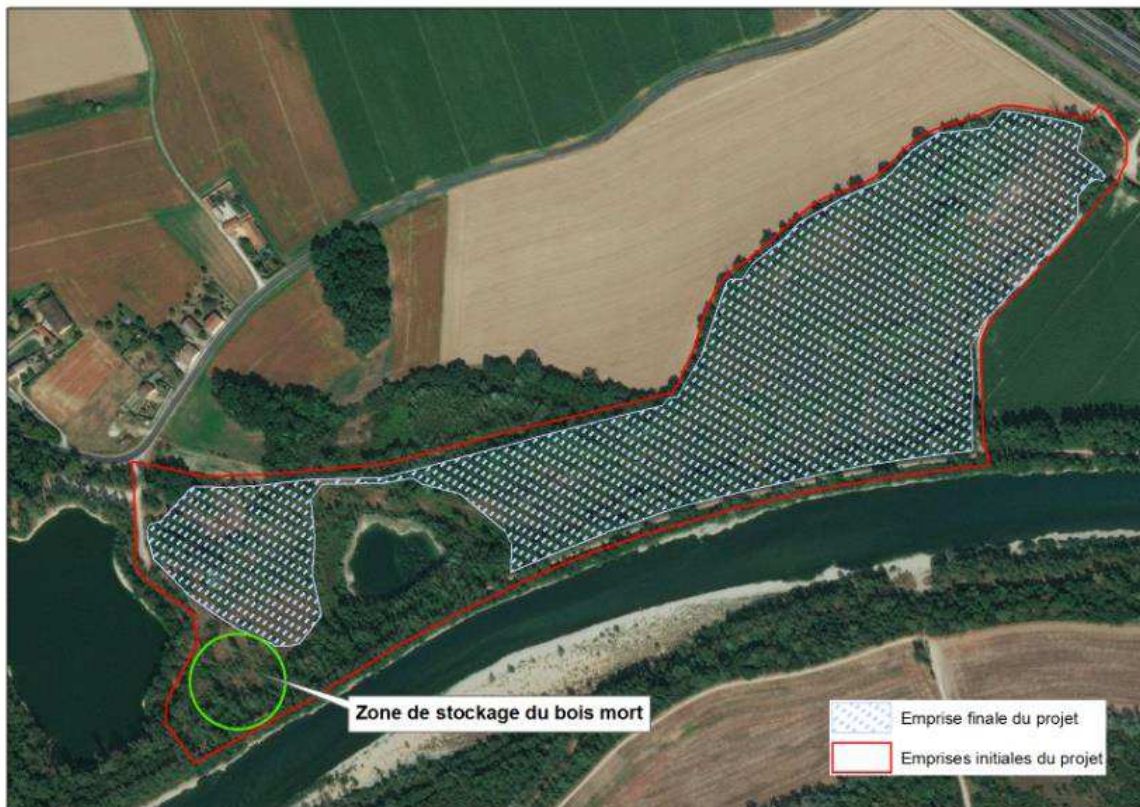 Zone de stockage du bois mort
Emprise finale du projet
Emprises initiales du projet